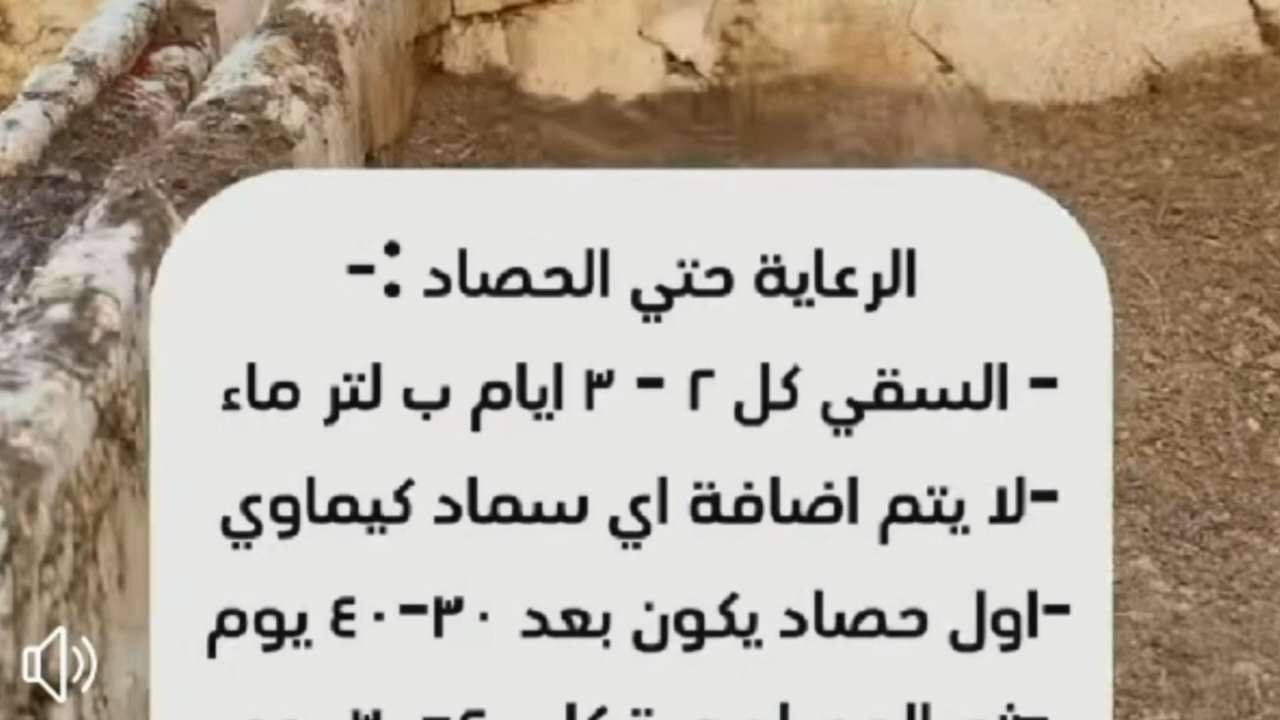 الرعاية حتي الحصاد :-
- السقي كل ٢ - ٣ ايام ب لتر ماء
-لا يتم اضافة اي سماد كيماوي
-اول حصاد يكون بعد ٣٠-٤٠ يوم